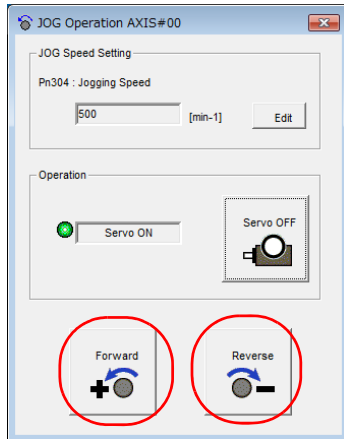 JOG Operation AXIS#00
JOG Speed Setting
Pn304 : Jogging Speed
500 [min-1] Edit
Operation
Servo ON
Servo OFF
Forward
Reverse